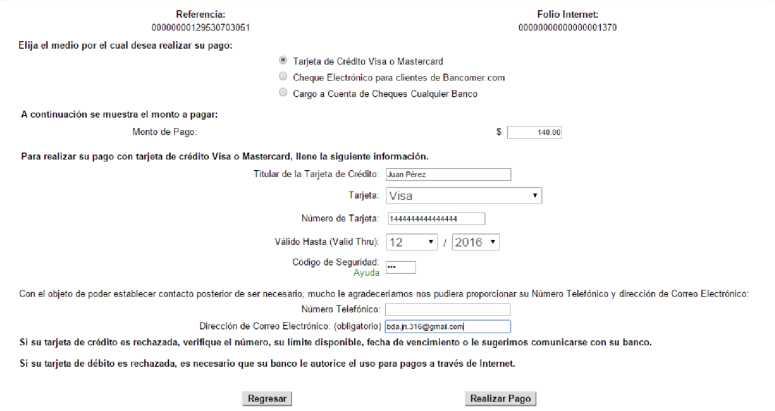 Referencia: Folio Internet:
00000000129530703051 00000000000000001370
Elija el medio por el cual desea realizar su pago:
Tarjeta de Crédito Visa o Mastercard
Cheque Electrónico para clientes de Bancomer com
Cargo a Cuenta de Cheques Cualquier Banco
A continuación se muestra el monto a pagar:
Monto de Pago: $ 140.00
Para realizar su pago con tarjeta de crédito Visa o Mastercard, llene la siguiente información.
Titular de la Tarjeta de Crédito: Juan Pérez
Tarjeta: Visa
Número de Tarjeta: 1444444444444444
Válido Hasta (Valid Thru): 12 / 2016
Código de Seguridad: •••
Ayuda
Con el objeto de poder establecer contacto posterior de ser necesario, mucho le agradeceríamos nos pudiera proporcionar su Número Telefónico y dirección de Correo Electrónico:
Número Telefónico:
Dirección de Correo Electrónico: (obligatorio) bda.jri.316@gmail.com
Si su tarjeta de crédito es rechazada, verifique el número, su límite disponible, fecha de vencimiento o le sugerimos comunicarse con su banco.
Si su tarjeta de débito es rechazada, es necesario que su banco le autorice el uso para pagos a través de Internet.
Regresar Realizar Pago